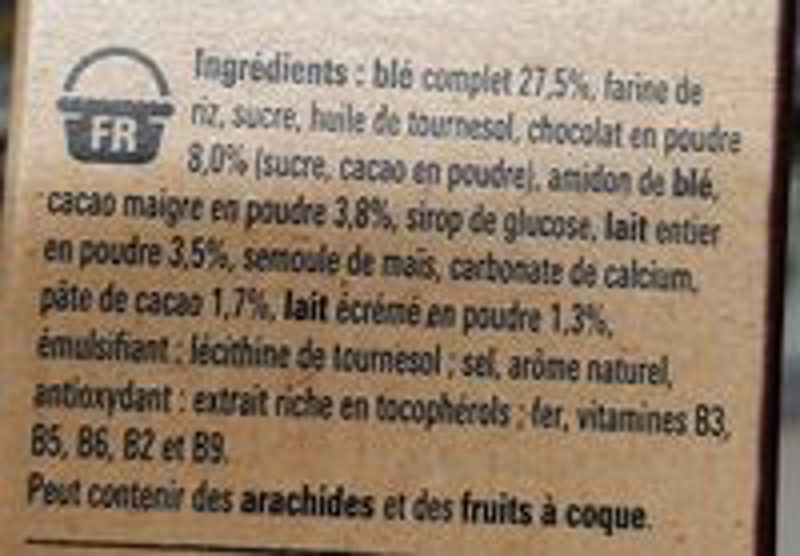 Ingrédients : blé complet 27,5%, farine de
FR
riz, sucre, huile de tournesol, chocolat en poudre
8,0% (sucre, cacao en poudre), amidon de blé,
cacao maigre en poudre 3,8%, sirop de glucose, lait entier
en poudre 3,5%, semoule de maïs, carbonate de calcium,
pâte de cacao 1,7%, lait écrémé en poudre 1,3%,
émulsifiant : lécithine de tournesol ; sel, arôme naturel,
antioxydant : extrait riche en tocophérols ; fer, vitamines B3,
B5, B6, B2 et B9.
Peut contenir des arachides et des fruits à coque.